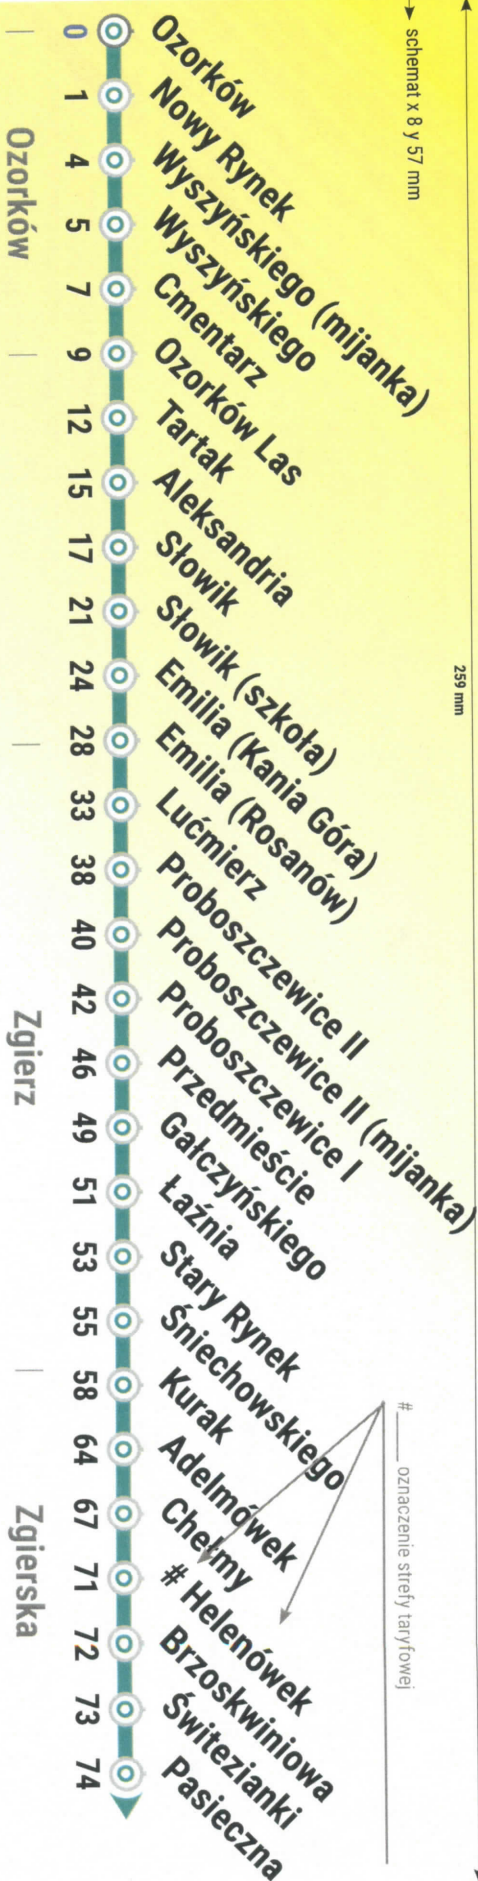 schemat x 8 y 57 mm
259 mm
0 Ozorków
1 Nowy Rynek
4 Wyszyńskiego (mijanka)
5 Wyszyńskiego
7 Cmentarz
9 Ozorków Las
12 Tartak
15 Aleksandria
17 Słowik
21 Słowik (szkoła)
24 Emilia (Kania Góra)
28 Emilia (Rosanów)
33 Lućmierz
38 Proboszczewice II
40 Proboszczewice II (mijanka)
42 Proboszczewice I
46 Przedmieście
49 Gałczyńskiego
51 Łaźnia
53 Stary Rynek
55 Śniechowskiego
58 Kurak
64 Adelmówek
67 Chełmy
71 # Helenówek
72 Brzoskwiniowa
73 Świtezianki
74 Pasieczna
Ozorków
Zgierz
Zgierska
#____ oznaczenie strefy taryfowej